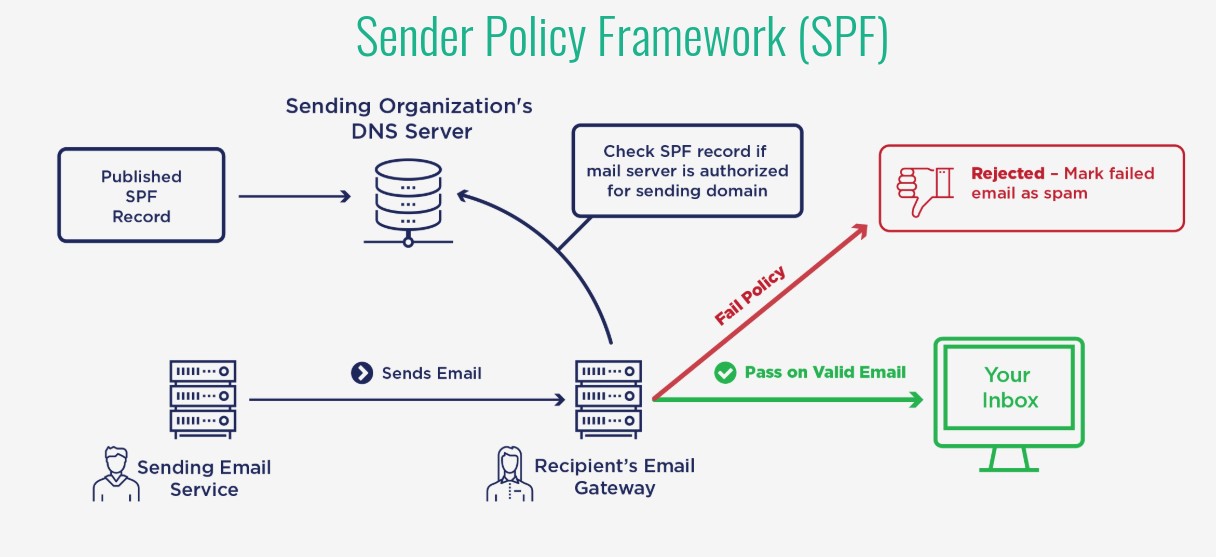 Sender Policy Framework (SPF)
Sending Organization's
DNS Server
Published
SPF
Record
Check SPF record if
mail server is authorized
for sending domain
Rejected – Mark failed
email as spam
Fail Policy
Sends Email
Pass on Valid Email
Your
Inbox
Sending Email
Service
Recipient’s Email
Gateway